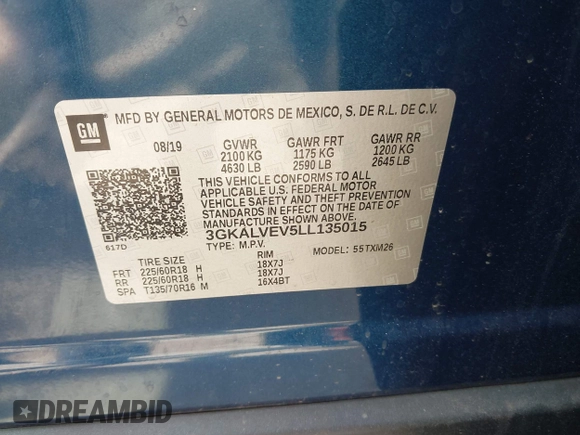 GM
MFD BY GENERAL MOTORS DE MEXICO, S. DE R.L. DE C.V.
08/19 GVWR GAWR FRT GAWR RR
2100 KG 1175 KG 1200 KG
4630 LB 2590 LB 2645 LB
THIS VEHICLE CONFORMS TO ALL
APPLICABLE U.S. FEDERAL MOTOR
VEHICLE SAFETY AND THEFT PREVENTION
STANDARDS IN EFFECT ON THE DATE OF
MANUFACTURE SHOWN ABOVE.
3GKALVEV5LL135015
617D TYPE: M.P.V. 55TXM26
TIRE SIZE RIM
FRT 225/60R18 H 18X7J
RR 225/60R18 H 18X7J
SPA T135/70R16 M 16X4BT
DREAMBID